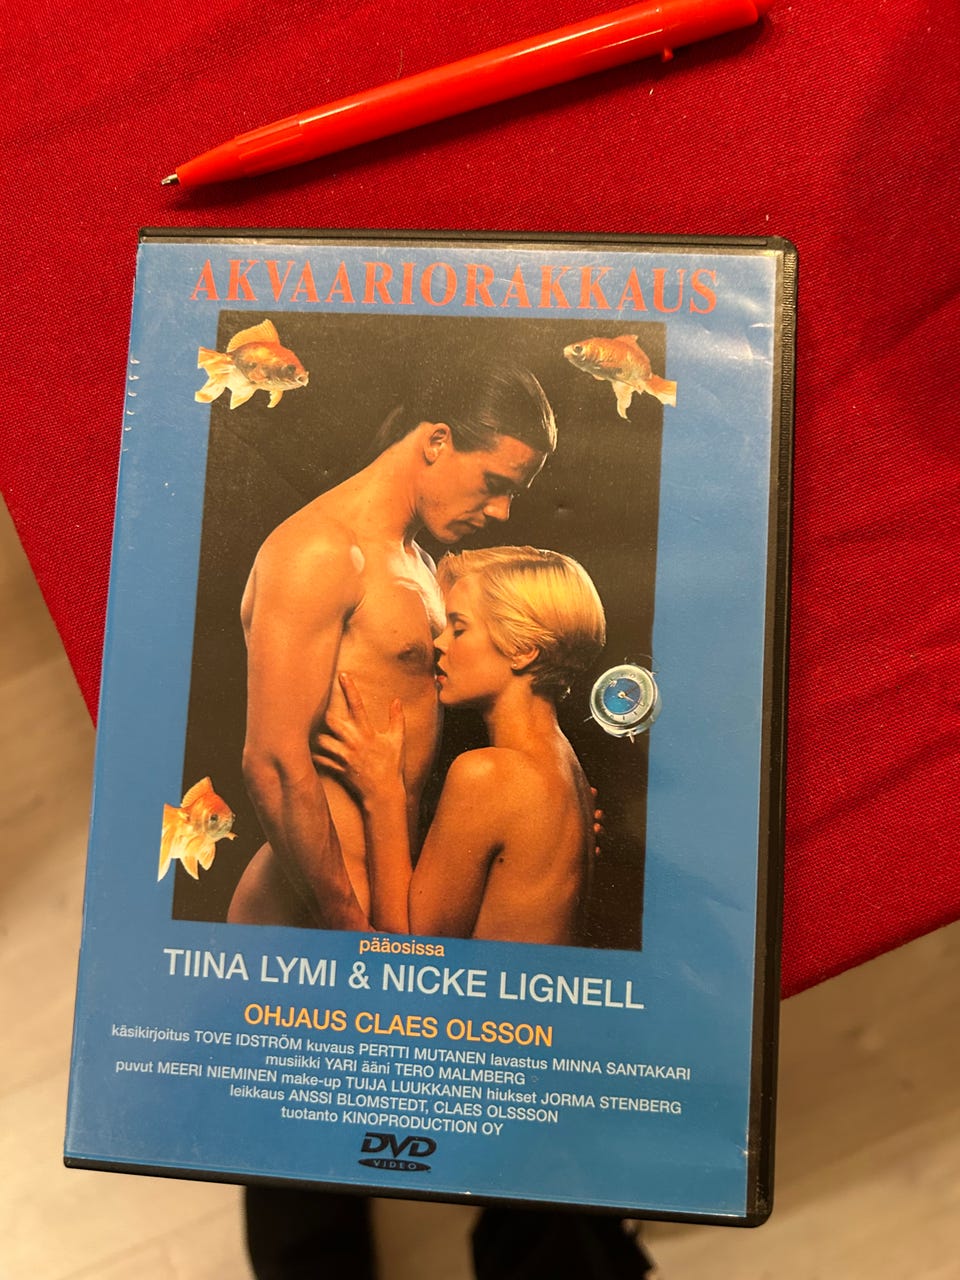 AKVAARIORAKKAUS
pääosissa
TIINA LYMI & NICKE LIGNELL
OHJAUS CLAES OLSSON
käsikirjoitus TOVE IDSTRÖM kuvaus PERTTI MUTANEN lavastus MINNA SANTAKARI
musiikki YARI ääni TERO MALMBERG
puvut MEERI NIEMINEN make-up TUIJA LUUKKANEN hiukset JORMA STENBERG
leikkaus ANSSI BLOMSTEDT, CLAES OLSSSON
tuotanto KINOPRODUCTION OY
DVD
VIDEO